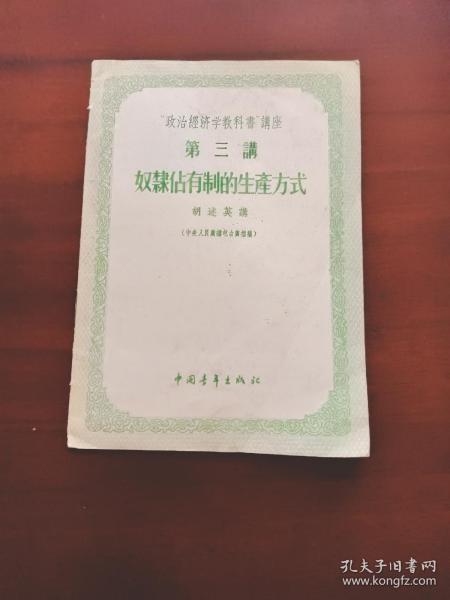 “政治經济学教科書”講座
第三講
奴隸佔有制的生產方式
胡述英講
(中央人民廣播电台廣播稿)
中国青年出版社
孔夫子旧书网
www.kongfz.com